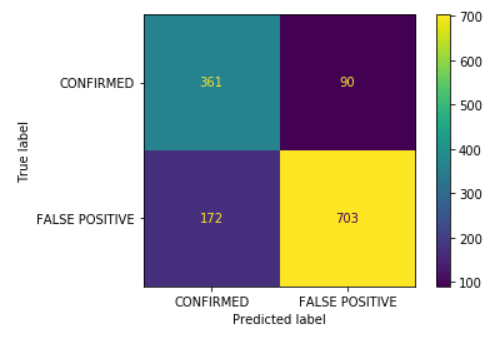 CONFIRMED
361
90
FALSE POSITIVE
172
703
CONFIRMED
FALSE POSITIVE
Predicted label
True label
700
600
500
400
300
200
100